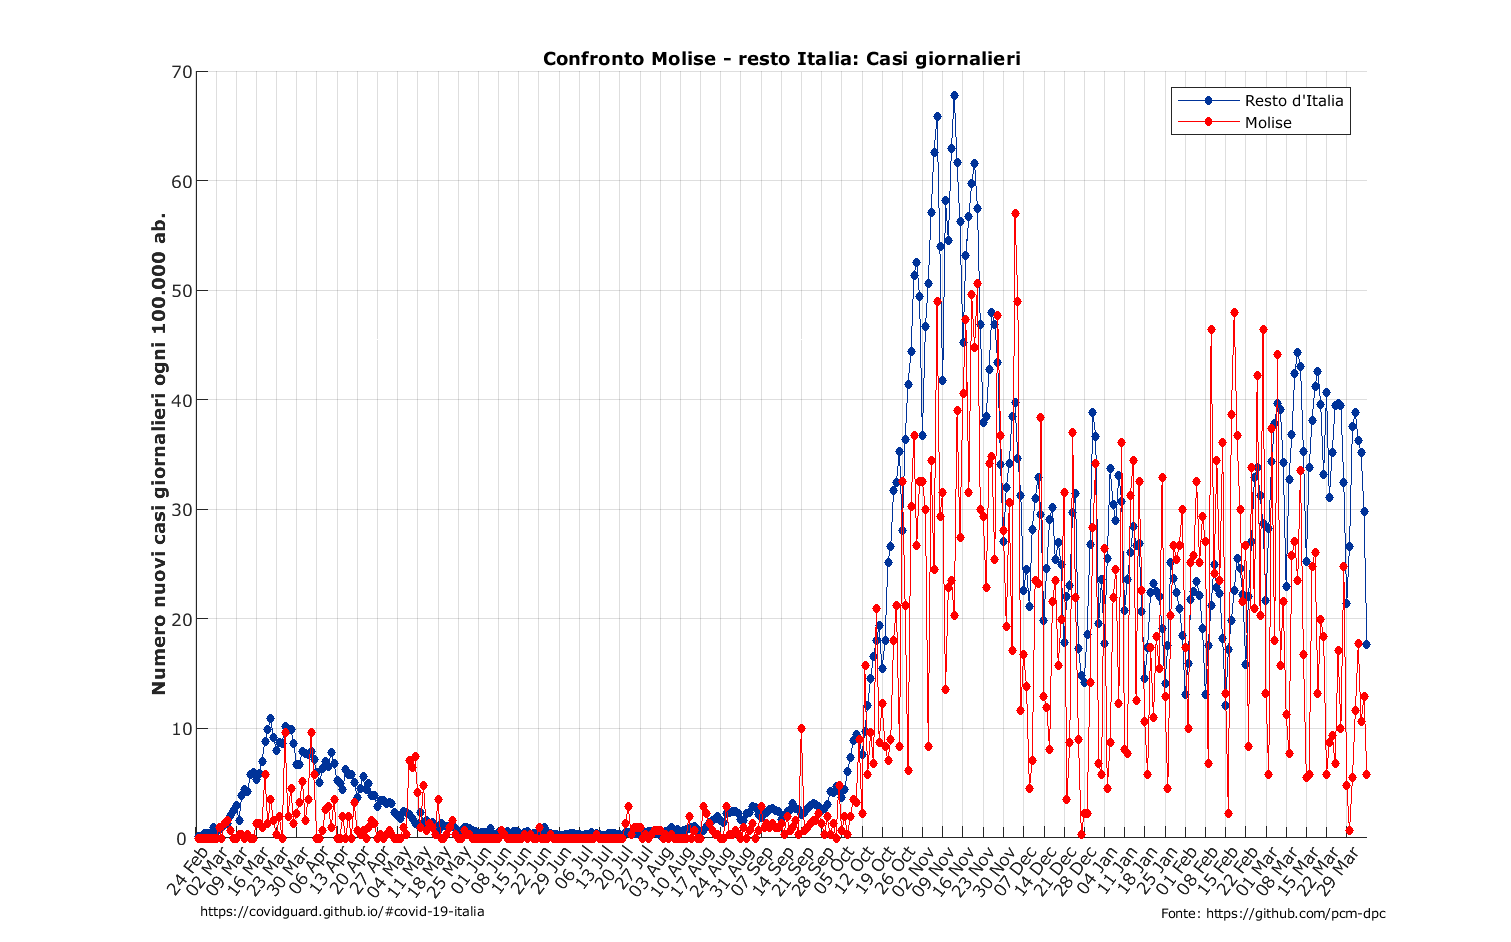 Confronto Molise - resto Italia: Casi giornalieri
Resto d'Italia
Molise
Numero nuovi casi giornalieri ogni 100.000 ab.
70
60
50
40
30
20
10
0
24 Feb
02 Mar
09 Mar
16 Mar
23 Mar
30 Mar
06 Apr
13 Apr
20 Apr
27 Apr
04 May
11 May
18 May
25 May
01 Jun
08 Jun
15 Jun
22 Jun
29 Jun
06 Jul
13 Jul
20 Jul
27 Jul
03 Aug
10 Aug
17 Aug
24 Aug
31 Aug
07 Sep
14 Sep
21 Sep
28 Sep
05 Oct
12 Oct
19 Oct
26 Oct
02 Nov
09 Nov
16 Nov
23 Nov
30 Nov
07 Dec
14 Dec
21 Dec
28 Dec
04 Jan
11 Jan
18 Jan
25 Jan
01 Feb
08 Feb
15 Feb
22 Feb
01 Mar
08 Mar
15 Mar
22 Mar
29 Mar
https://covidguard.github.io/#covid-19-italia
Fonte: https://github.com/pcm-dpc